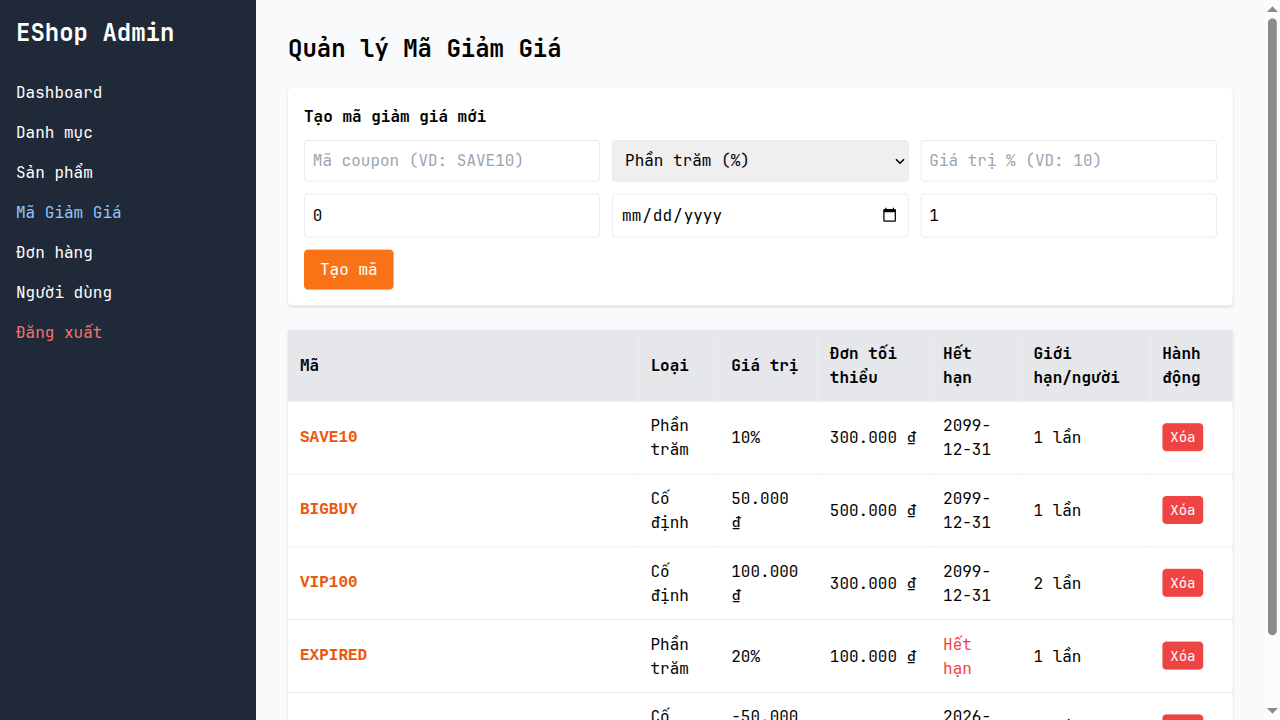 EShop Admin
Dashboard
Danh mục
Sản phẩm
Mã Giảm Giá
Đơn hàng
Người dùng
Đăng xuất
Quản lý Mã Giảm Giá
Tạo mã giảm giá mới
Mã coupon (VD: SAVE10)
Phần trăm (%)
Giá trị % (VD: 10)
0
mm/dd/yyyy
1
Tạo mã
Mã
Loại
Giá trị
Đơn tối
thiểu
Hết
hạn
Giới
hạn/người
Hành
động
SAVE10
Phần
trăm
10%
300.000 ₫
2099-
12-31
1 lần
Xóa
BIGBUY
Cố
định
50.000
₫
500.000 ₫
2099-
12-31
1 lần
Xóa
VIP100
Cố
định
100.000
₫
300.000 ₫
2099-
12-31
2 lần
Xóa
EXPIRED
Phần
trăm
20%
100.000 ₫
Hết
hạn
1 lần
Xóa
Cố
-50.000
2026-